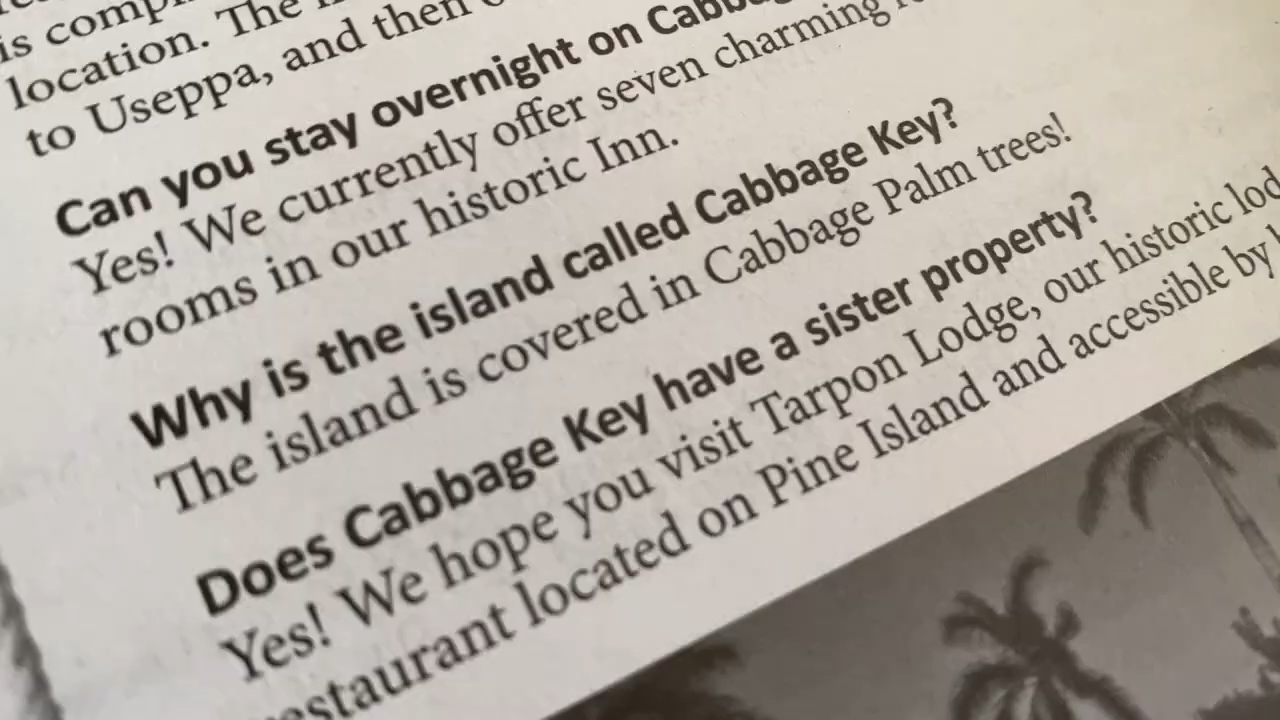 is
location. The
to Useppa, and then
Can you stay overnight on
Yes! We currently offer seven charming
rooms in our historic Inn.
Why is the island called Cabbage Key?
The island is covered in Cabbage Palm trees!
Does Cabbage Key have a sister property?
Yes! We hope you visit Tarpon Lodge, our historic
restaurant located on Pine Island and accessible by